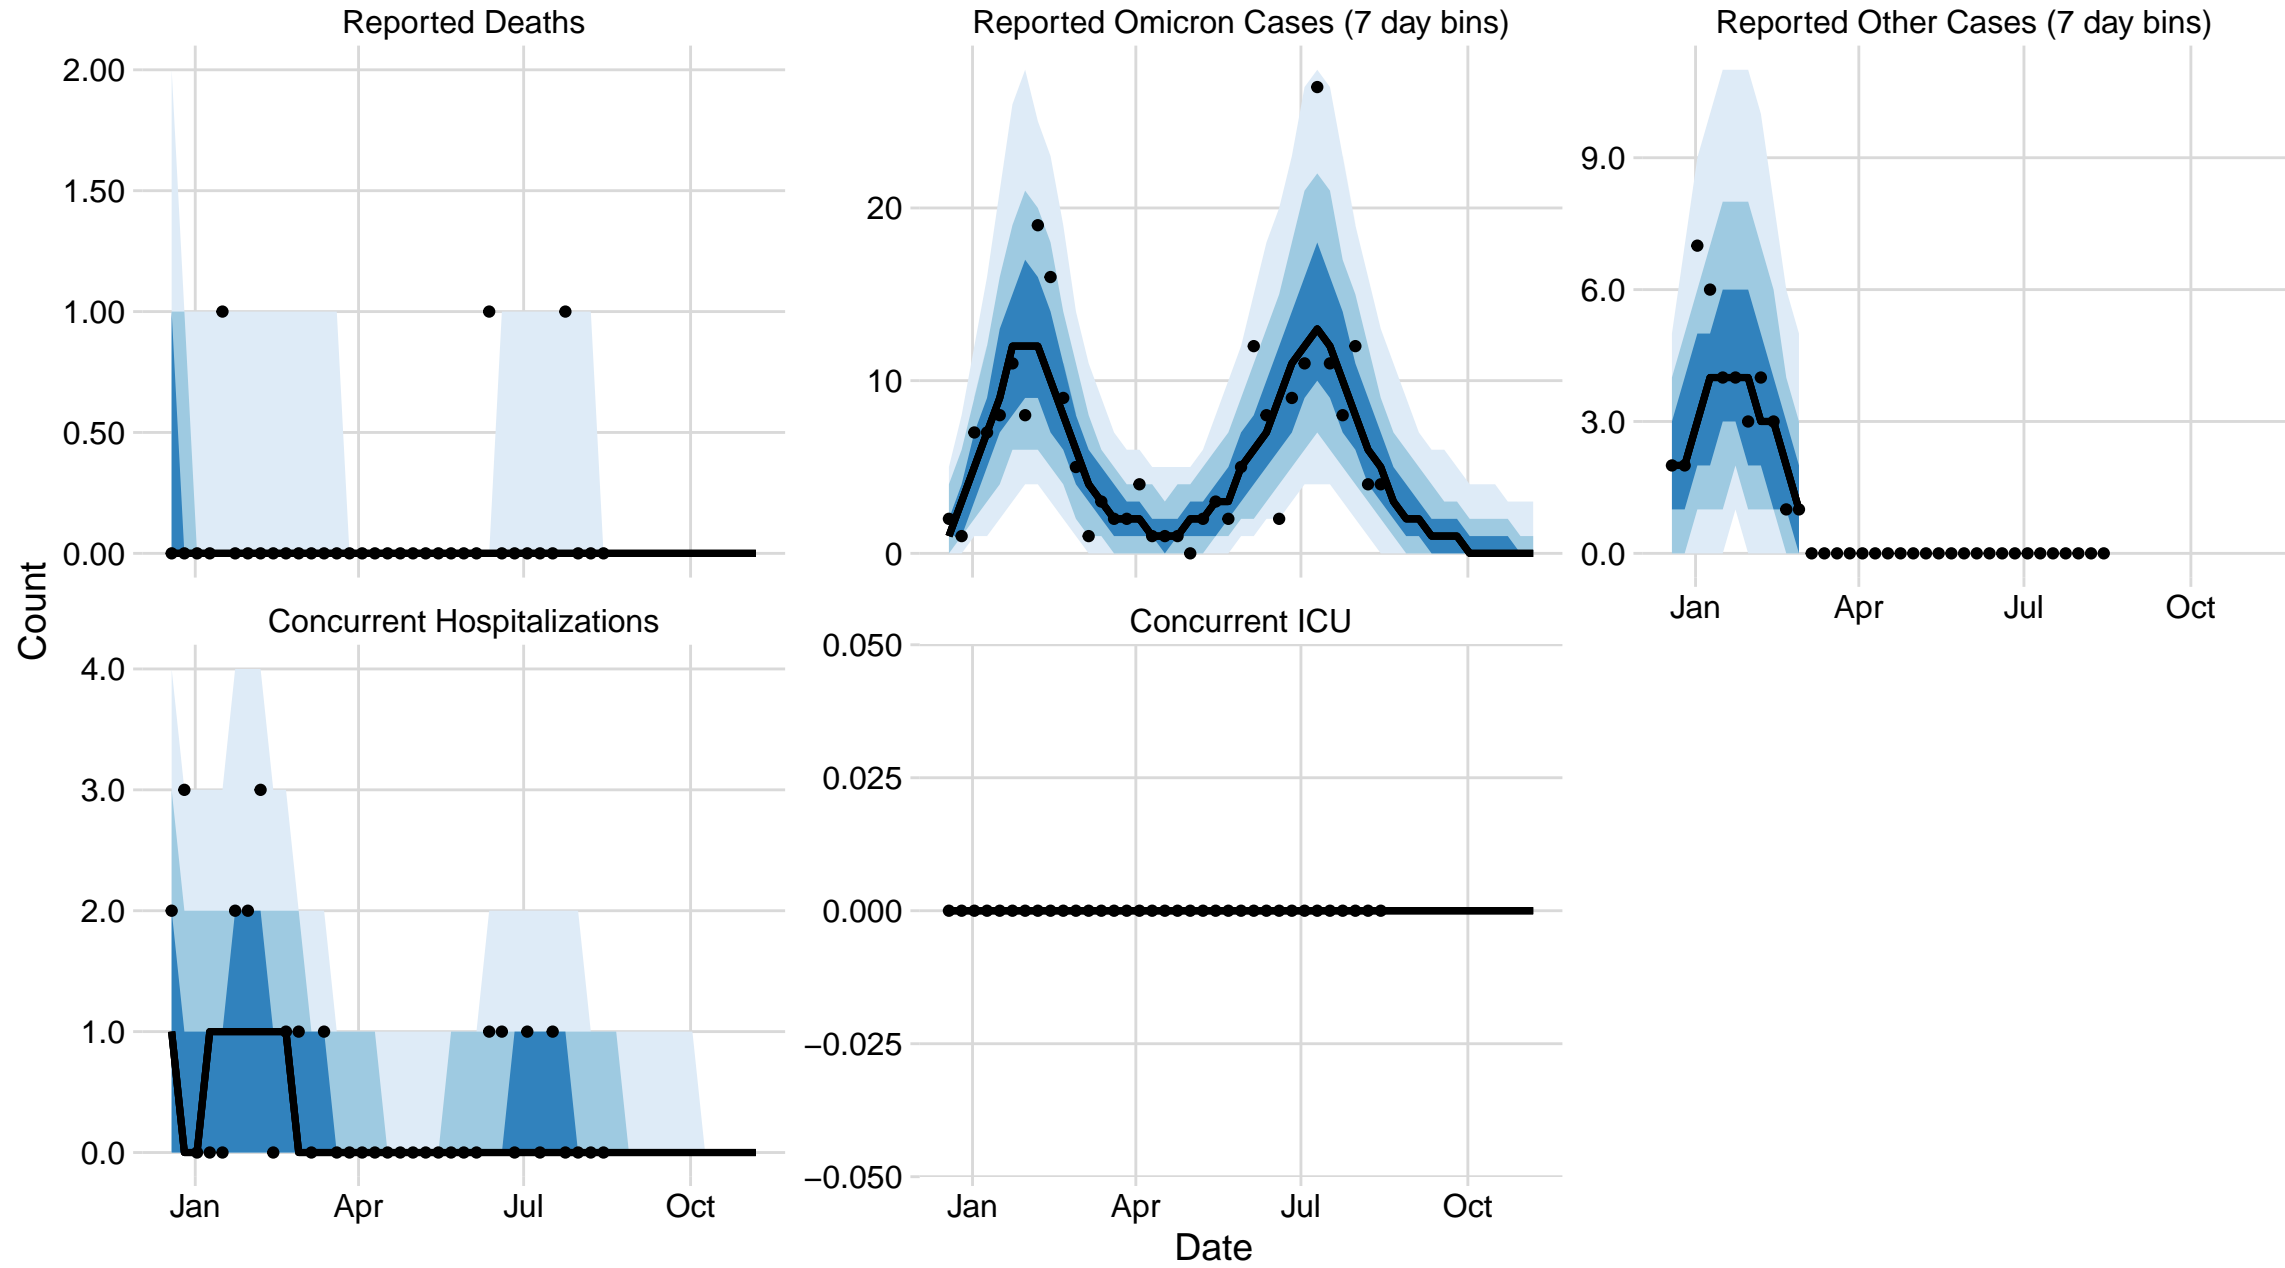 Reported Deaths
Reported Omicron Cases (7 day bins)
Reported Other Cases (7 day bins)
2.00
1.50
1.00
0.50
0.00
20
10
0
9.0
6.0
3.0
0.0
Jan Apr Jul Oct
Count
Concurrent Hospitalizations
Concurrent ICU
4.0
3.0
2.0
1.0
0.0
0.050
0.025
0.000
−0.025
−0.050
Jan Apr Jul Oct
Jan Apr Jul Oct
Date